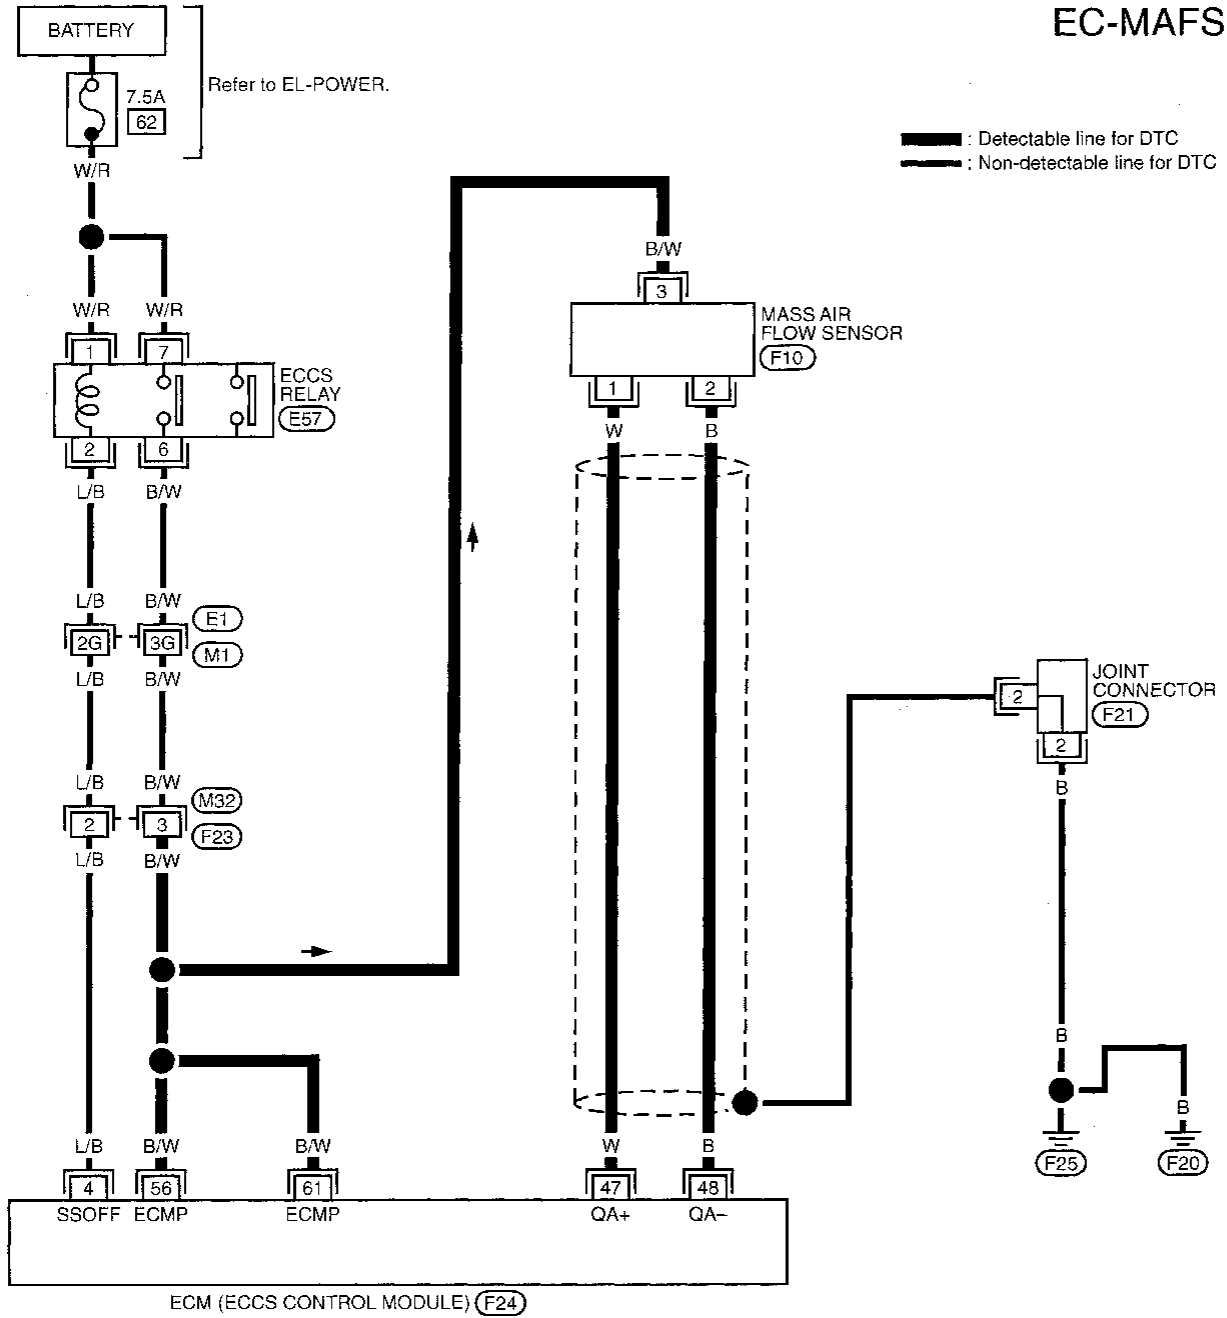 EC-MAFS
BATTERY
7.5A
62
Refer to EL-POWER.
: Detectable line for DTC
: Non-detectable line for DTC
W/R
W/R
W/R
1
7
ECCS
RELAY
E57
2
6
L/B
B/W
L/B
B/W
E1
2G
3G
M1
L/B
B/W
L/B
B/W
M32
2
3
F23
L/B
B/W
B/W
3
MASS AIR
FLOW SENSOR
F10
1
2
W
B
JOINT
CONNECTOR
F21
2
2
B
B
B
F25
F20
L/B
B/W
B/W
W
B
4
56
61
47
48
SSOFF
ECMP
ECMP
QA+
QA–
ECM (ECCS CONTROL MODULE)
F24